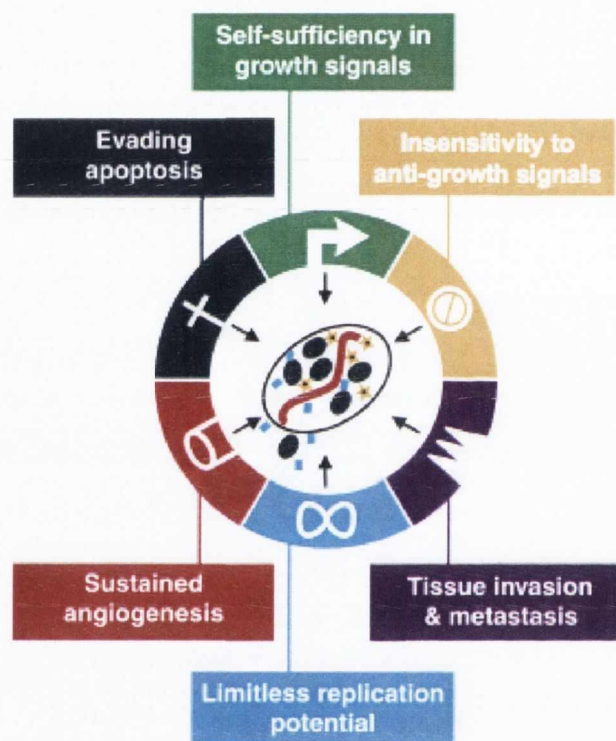 Self-sufficiency in
growth signals
Evading
apoptosis
Insensitivity to
anti-growth signals
Sustained
angiogenesis
Tissue invasion
& metastasis
Limitless replication
potential